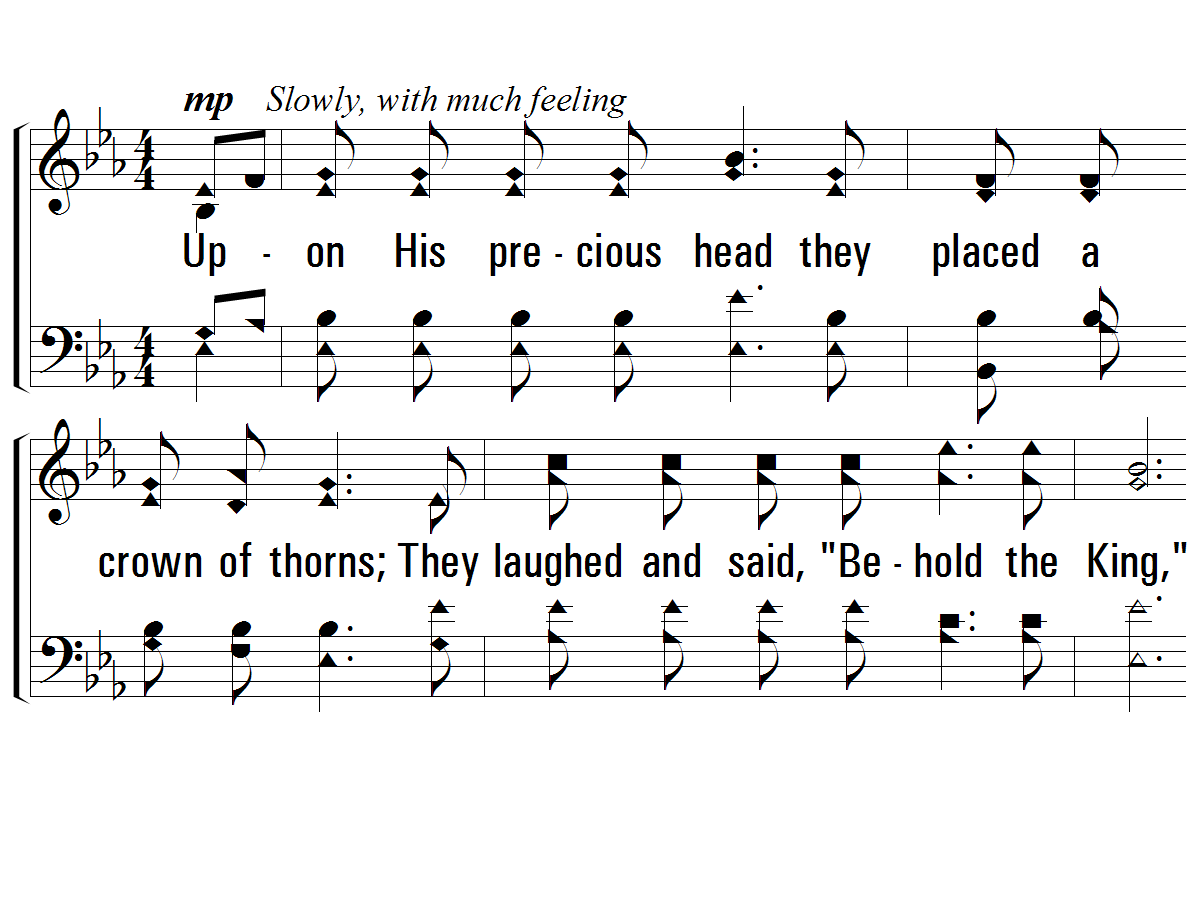 mp Slowly, with much feeling
Up - on His pre - cious head they placed a
crown of thorns; They laughed and said, "Be - hold the King,"